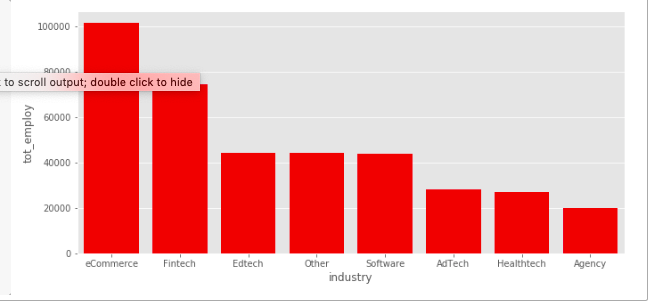 100000
80000
to scroll output; double click to hide
60000
40000
20000
0
tot_employ
eCommerce Fintech Edtech Other Software AdTech Healthtech Agency
industry